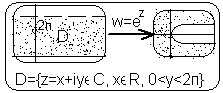 2π
w=e^z
D
D={z=x+iy∈C, x∈R, 0<y<2π}